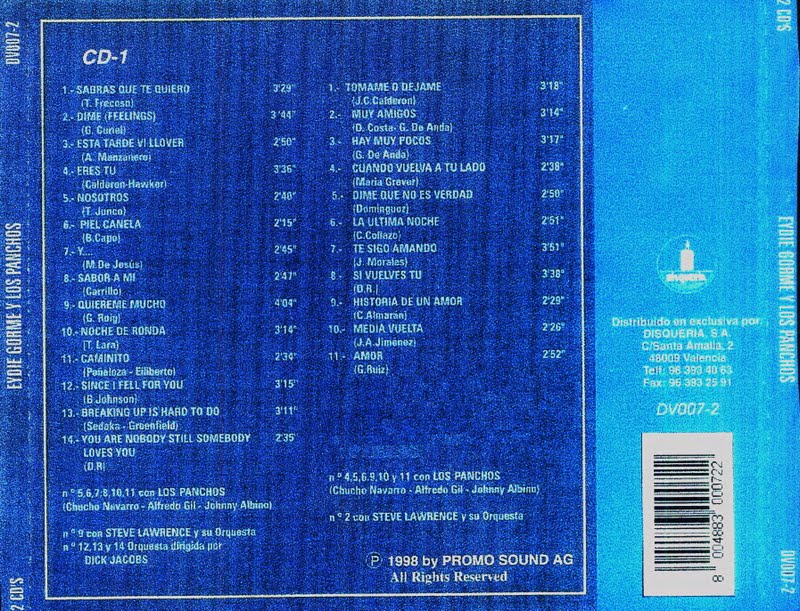 DV007-2
EYDIE GORME Y LOS PANCHOS
2 CD'S
CD-1
1.- SABRAS QUE TE QUIERO 3'29"
(T. Fregoso)
2.- DIME (FEELINGS) 3'44"
(G. Curiel)
3.- ESTA TARDE VI LLOVER 2'50"
(A. Manzanero)
4.- ERES TU 3'36"
(Calderon-Hawker)
5.- NOSOTROS 2'40"
(T. Junco)
6.- PIEL CANELA 2'15"
(B.Capo)
7.- Y.... 2'45"
(M.De Jesús)
8.- SABOR A MI 2'47"
(Carrillo)
9.- QUIEREME MUCHO 4'04"
(G. Roig)
10.- NOCHE DE RONDA 3'14"
(T. Lara)
11.- CAMINITO 2'34"
(Peñaloza - Filiberto)
12.- SINCE I FELL FOR YOU 3'15"
(B.Johnson)
13.- BREAKING UP IS HARD TO DO 3'11"
(Sedaka - Greenfield)
14.- YOU ARE NOBODY STILL SOMEBODY 2'35"
LOVES YOU
(D.R)
nº 5,6,7,8,10,11 con LOS PANCHOS
(Chucho Navarro - Alfredo Gil - Johnny Albino)
nº 9 con STEVE LAWRENCE y su Orquesta
nº 12,13 y 14 Orquesta dirigida por
DICK JACOBS
1.- TOMAME O DEJAME 3'18"
(J.C.Calderon)
2.- MUY AMIGOS 3'14"
(D. Costa- G. De Anda)
3.- HAY MUY POCOS 3'17"
(G. De Anda)
4.- CUANDO VUELVA A TU LADO 2'38"
(Maria Grever)
5.- DIME QUE NO ES VERDAD 2'50"
(Dominguez)
6.- LA ULTIMA NOCHE 2'51"
(C.Collazo)
7.- TE SIGO AMANDO 3'51"
(J. Morales)
8.- SI VUELVES TU 3'38"
(D.R.)
9.- HISTORIA DE UN AMOR 2'29"
(C.Almarán)
10.- MEDIA VUELTA 2'26"
(J.A.Jiménez)
11.- AMOR 2'52"
(G.Ruiz)
nº 4,5,6,9,10 y 11 con LOS PANCHOS
(Chucho Navarro - Alfredo Gil - Johnny Albino)
nº 2 con STEVE LAWRENCE y su Orquesta
Ⓟ 1998 by PROMO SOUND AG
All Rights Reserved
disqueria
Distribuido en exclusiva por:
DISQUERIA, S.A.
C/Santa Amalia, 2
46009 Valencia
Telf: 96 393 40 63
Fax: 96 393 25 91
DV007-2
8 004883 000722
2 CD'S
EYDIE GORME Y LOS PANCHOS
DV007-2